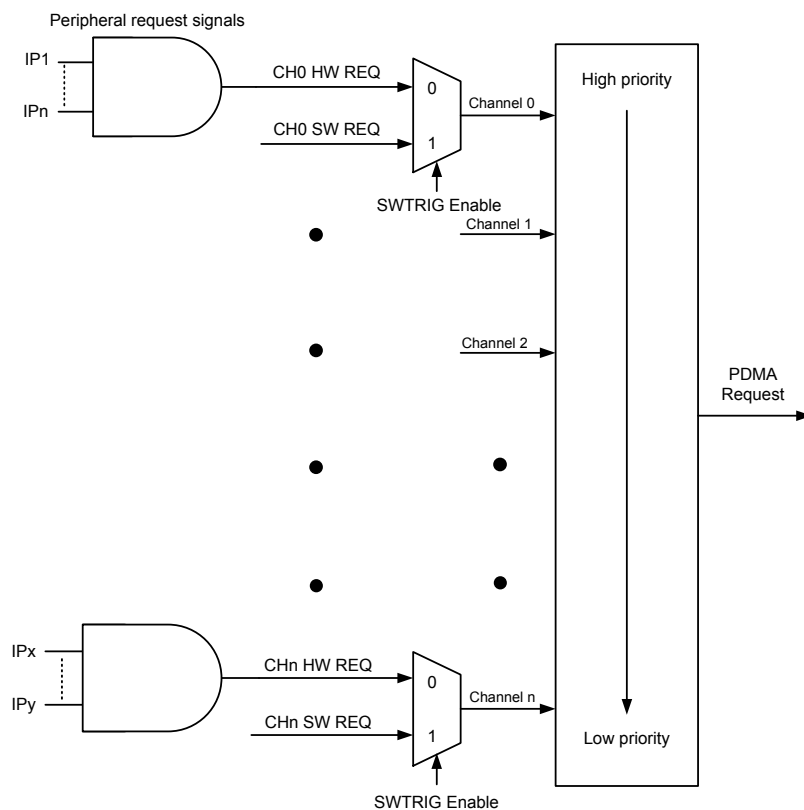 Peripheral request signals
IP1
IPn
CH0 HW REQ
CH0 SW REQ
0
1
SWTRIG Enable
Channel 0
Channel 1
Channel 2
High priority
PDMA
Request
IPx
IPy
CHn HW REQ
CHn SW REQ
0
1
SWTRIG Enable
Channel n
Low priority